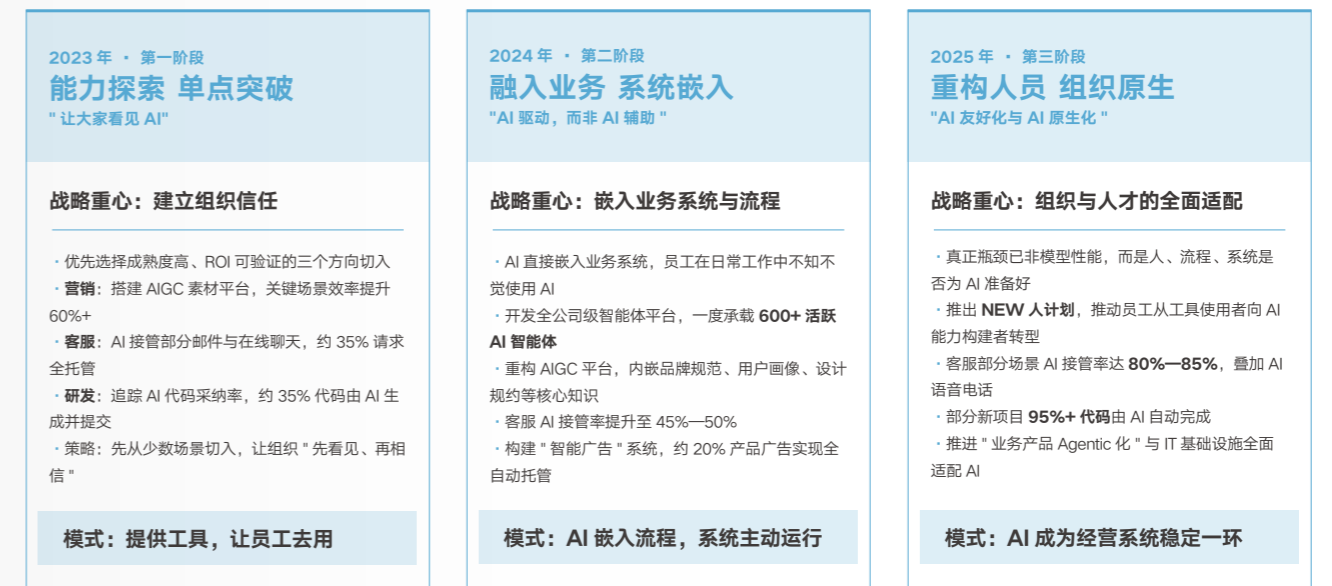 2023 年 · 第一阶段
能力探索 单点突破
" 让大家看见 AI"
战略重心：建立组织信任
· 优先选择成熟度高、ROI 可验证的三个方向切入
· 营销：搭建 AIGC 素材平台，关键场景效率提升
60%+
· 客服：AI 接管部分邮件与在线聊天，约 35% 请求
全托管
· 研发：追踪 AI 代码采纳率，约 35% 代码由 AI 生
成并提交
· 策略：先从少数场景切入，让组织 " 先看见、再相
信 "
模式：提供工具，让员工去用
2024 年 · 第二阶段
融入业务 系统嵌入
"AI 驱动，而非 AI 辅助 "
战略重心：嵌入业务系统与流程
· AI 直接嵌入业务系统，员工在日常工作中不知不
觉使用 AI
· 开发全公司级智能体平台，一度承载 600+ 活跃
AI 智能体
· 重构 AIGC 平台，内嵌品牌规范、用户画像、设计
规约等核心知识
· 客服 AI 接管率提升至 45%—50%
· 构建 " 智能广告 " 系统，约 20% 产品广告实现全
自动托管
模式：AI 嵌入流程，系统主动运行
2025 年 · 第三阶段
重构人员 组织原生
"AI 友好化与 AI 原生化 "
战略重心：组织与人才的全面适配
· 真正瓶颈已非模型性能，而是人、流程、系统是
否为 AI 准备好
· 推出 NEW 人计划，推动员工从工具使用者向 AI
能力构建者转型
· 客服部分场景 AI 接管率达 80%—85%，叠加 AI
语音电话
· 部分新项目 95%+ 代码由 AI 自动完成
· 推进 " 业务产品 Agentic 化 " 与 IT 基础设施全面
适配 AI
模式：AI 成为经营系统稳定一环